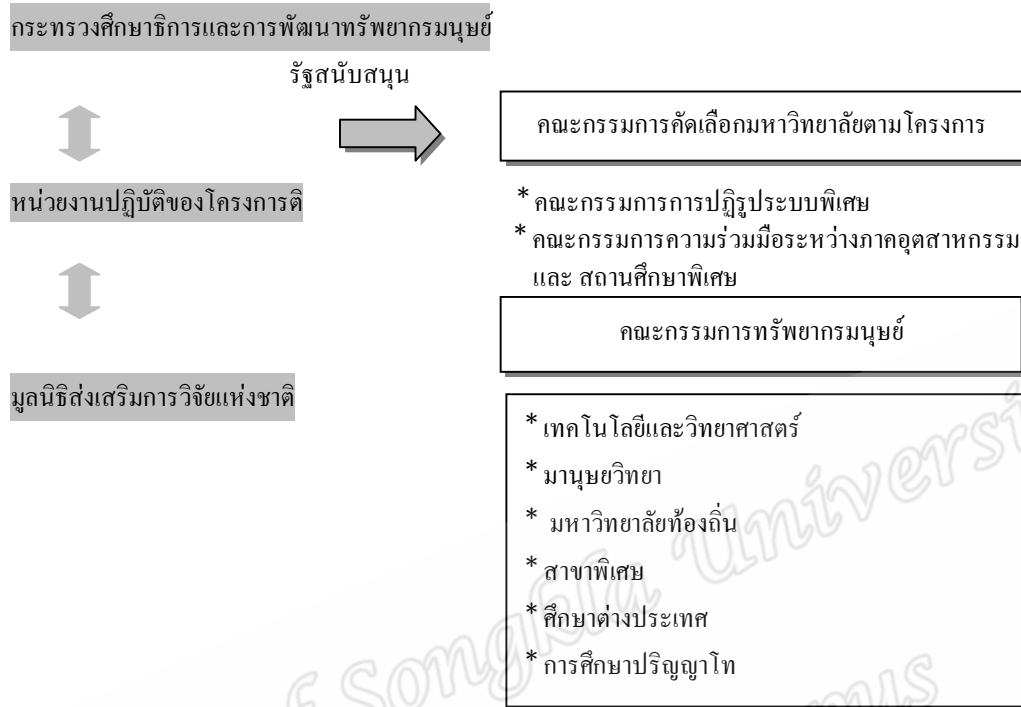 กระทรวงศึกษาธิการและการพัฒนาทรัพยากรมนุษย์
รัฐสนับสนุน
คณะกรรมการคัดเลือกมหาวิทยาลัยตามโครงการ
หน่วยงานปฏิบัติของโครงการติ
* คณะกรรมการการปฏิรูประบบพิเศษ
* คณะกรรมการความร่วมมือระหว่างภาคอุตสาหกรรม
และ สถานศึกษาพิเศษ
คณะกรรมการทรัพยากรมนุษย์
มูลนิธิส่งเสริมการวิจัยแห่งชาติ
* เทคโนโลยีและวิทยาศาสตร์
* มานุษยวิทยา
* มหาวิทยาลัยท้องถิ่น
* สาขาพิเศษ
* ศึกษาต่างประเทศ
* การศึกษาปริญญาโท